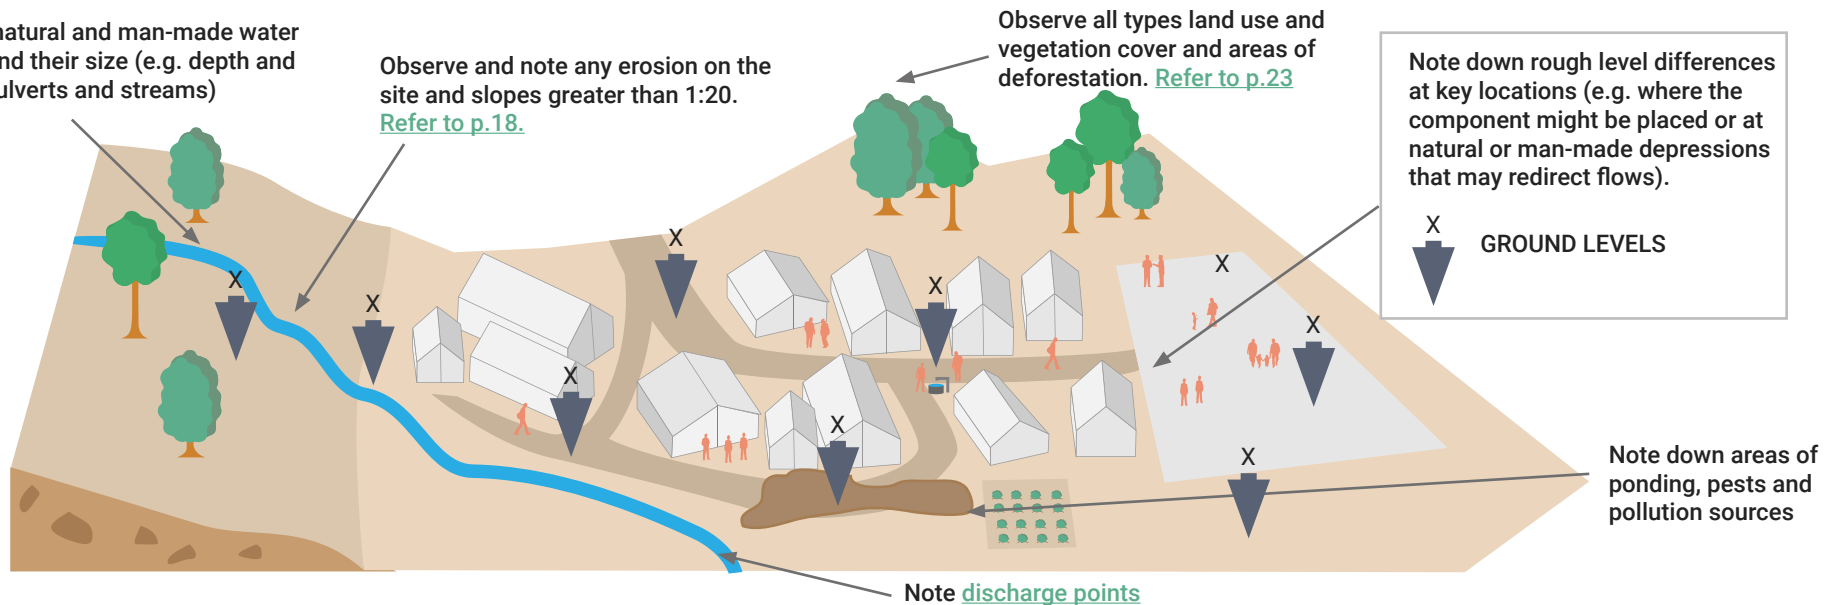 natural and man-made water
nd their size (e.g. depth and
ulverts and streams)
Observe and note any erosion on the
site and slopes greater than 1:20.
Refer to p.18.
Observe all types land use and
vegetation cover and areas of
deforestation. Refer to p.23
Note down rough level differences
at key locations (e.g. where the
component might be placed or at
natural or man-made depressions
that may redirect flows).
X
GROUND LEVELS
X
X
X
X
X
X
X
X
X
Note down areas of
ponding, pests and
pollution sources
Note discharge points